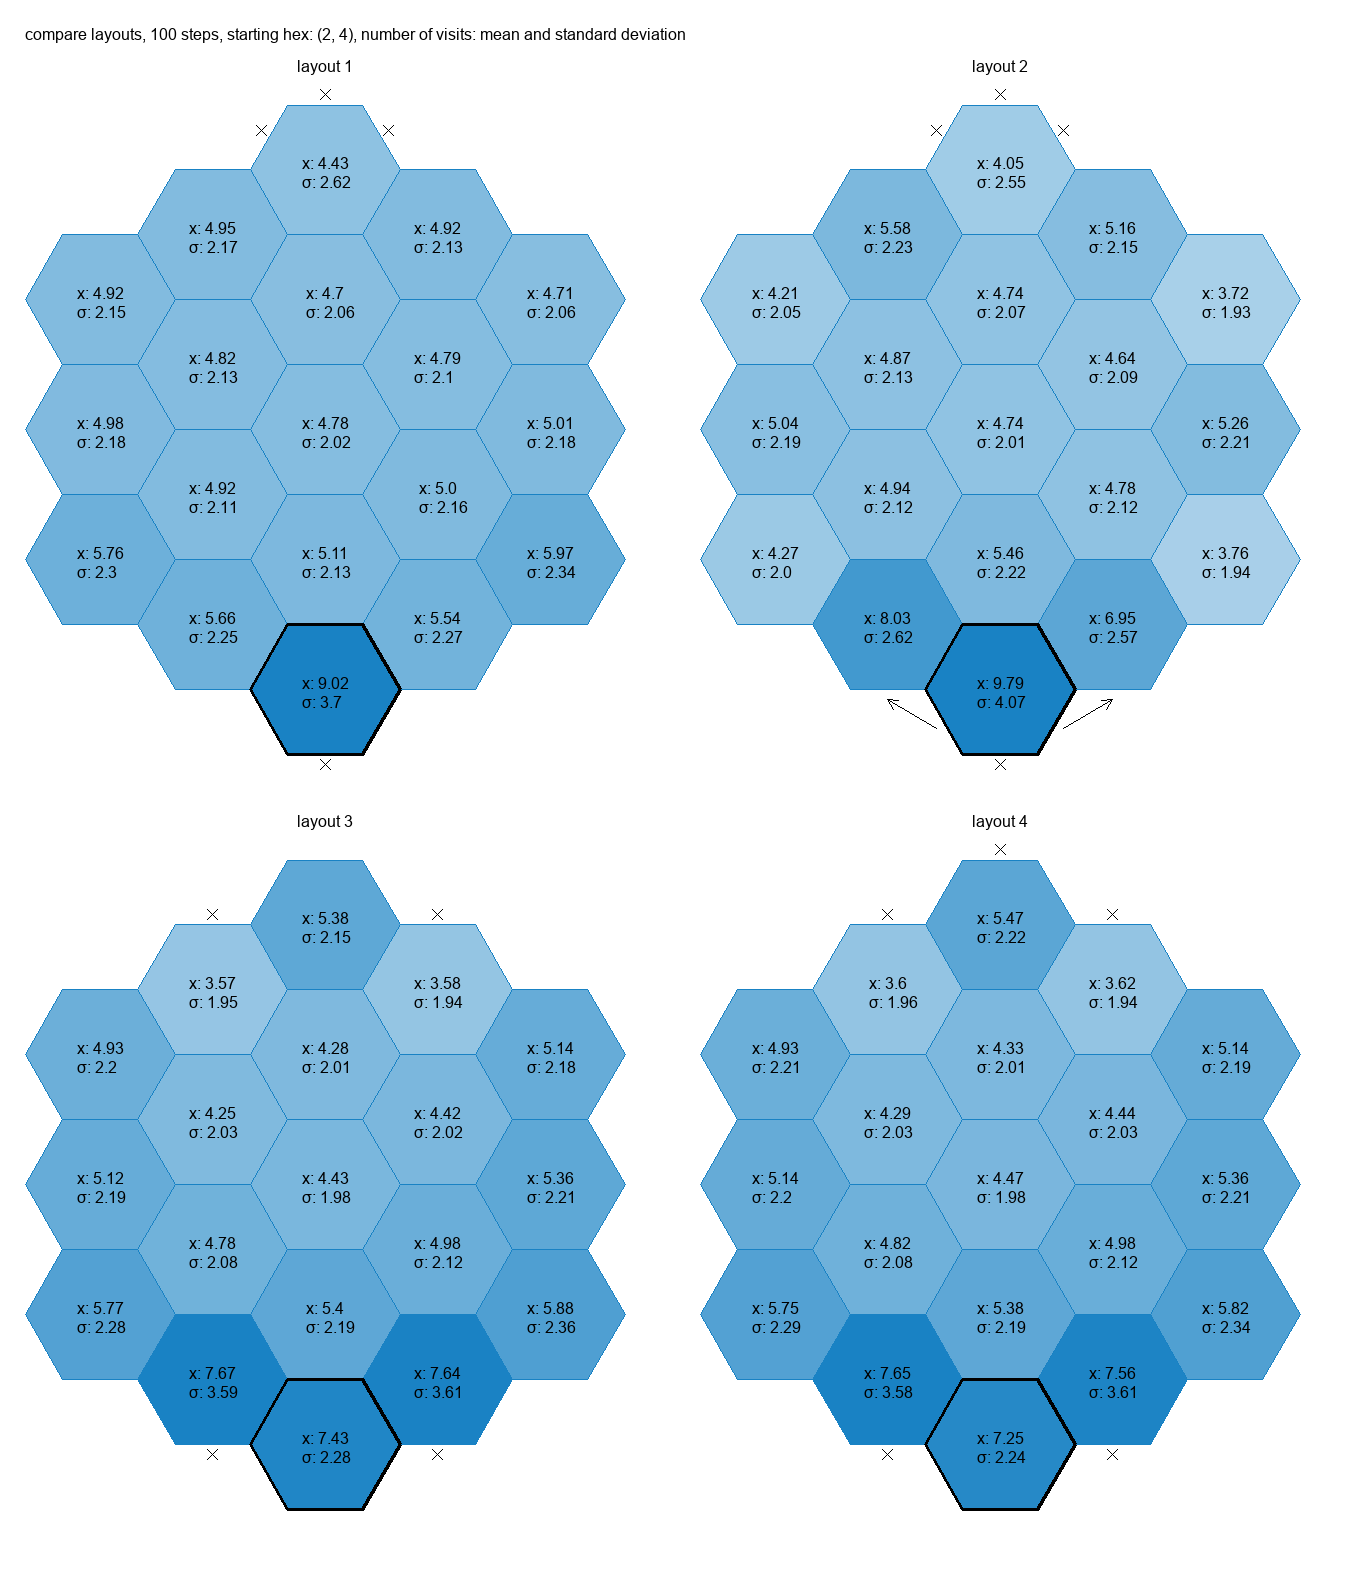 compare layouts, 100 steps, starting hex: (2, 4), number of visits: mean and standard deviation
layout 1
x: 4.43
σ: 2.62
x: 4.95
σ: 2.17
x: 4.92
σ: 2.13
x: 4.92
σ: 2.15
x: 4.7
σ: 2.06
x: 4.71
σ: 2.06
x: 4.82
σ: 2.13
x: 4.79
σ: 2.1
x: 4.98
σ: 2.18
x: 4.78
σ: 2.02
x: 5.01
σ: 2.18
x: 4.92
σ: 2.11
x: 5.0
σ: 2.16
x: 5.76
σ: 2.3
x: 5.11
σ: 2.13
x: 5.97
σ: 2.34
x: 5.66
σ: 2.25
x: 5.54
σ: 2.27
x: 9.02
σ: 3.7
layout 2
x: 4.05
σ: 2.55
x: 5.58
σ: 2.23
x: 5.16
σ: 2.15
x: 4.21
σ: 2.05
x: 4.74
σ: 2.07
x: 3.72
σ: 1.93
x: 4.87
σ: 2.13
x: 4.64
σ: 2.09
x: 5.04
σ: 2.19
x: 4.74
σ: 2.01
x: 5.26
σ: 2.21
x: 4.94
σ: 2.12
x: 4.78
σ: 2.12
x: 4.27
σ: 2.0
x: 5.46
σ: 2.22
x: 3.76
σ: 1.94
x: 8.03
σ: 2.62
x: 6.95
σ: 2.57
x: 9.79
σ: 4.07
layout 3
x: 5.38
σ: 2.15
x: 3.57
σ: 1.95
x: 3.58
σ: 1.94
x: 4.93
σ: 2.2
x: 4.28
σ: 2.01
x: 5.14
σ: 2.18
x: 4.25
σ: 2.03
x: 4.42
σ: 2.02
x: 5.12
σ: 2.19
x: 4.43
σ: 1.98
x: 5.36
σ: 2.21
x: 4.78
σ: 2.08
x: 4.98
σ: 2.12
x: 5.77
σ: 2.28
x: 5.4
σ: 2.19
x: 5.88
σ: 2.36
x: 7.67
σ: 3.59
x: 7.64
σ: 3.61
x: 7.43
σ: 2.28
layout 4
x: 5.47
σ: 2.22
x: 3.6
σ: 1.96
x: 3.62
σ: 1.94
x: 4.93
σ: 2.21
x: 4.33
σ: 2.01
x: 5.14
σ: 2.19
x: 4.29
σ: 2.03
x: 4.44
σ: 2.03
x: 5.14
σ: 2.2
x: 4.47
σ: 1.98
x: 5.36
σ: 2.21
x: 4.82
σ: 2.08
x: 4.98
σ: 2.12
x: 5.75
σ: 2.29
x: 5.38
σ: 2.19
x: 5.82
σ: 2.34
x: 7.65
σ: 3.58
x: 7.56
σ: 3.61
x: 7.25
σ: 2.24